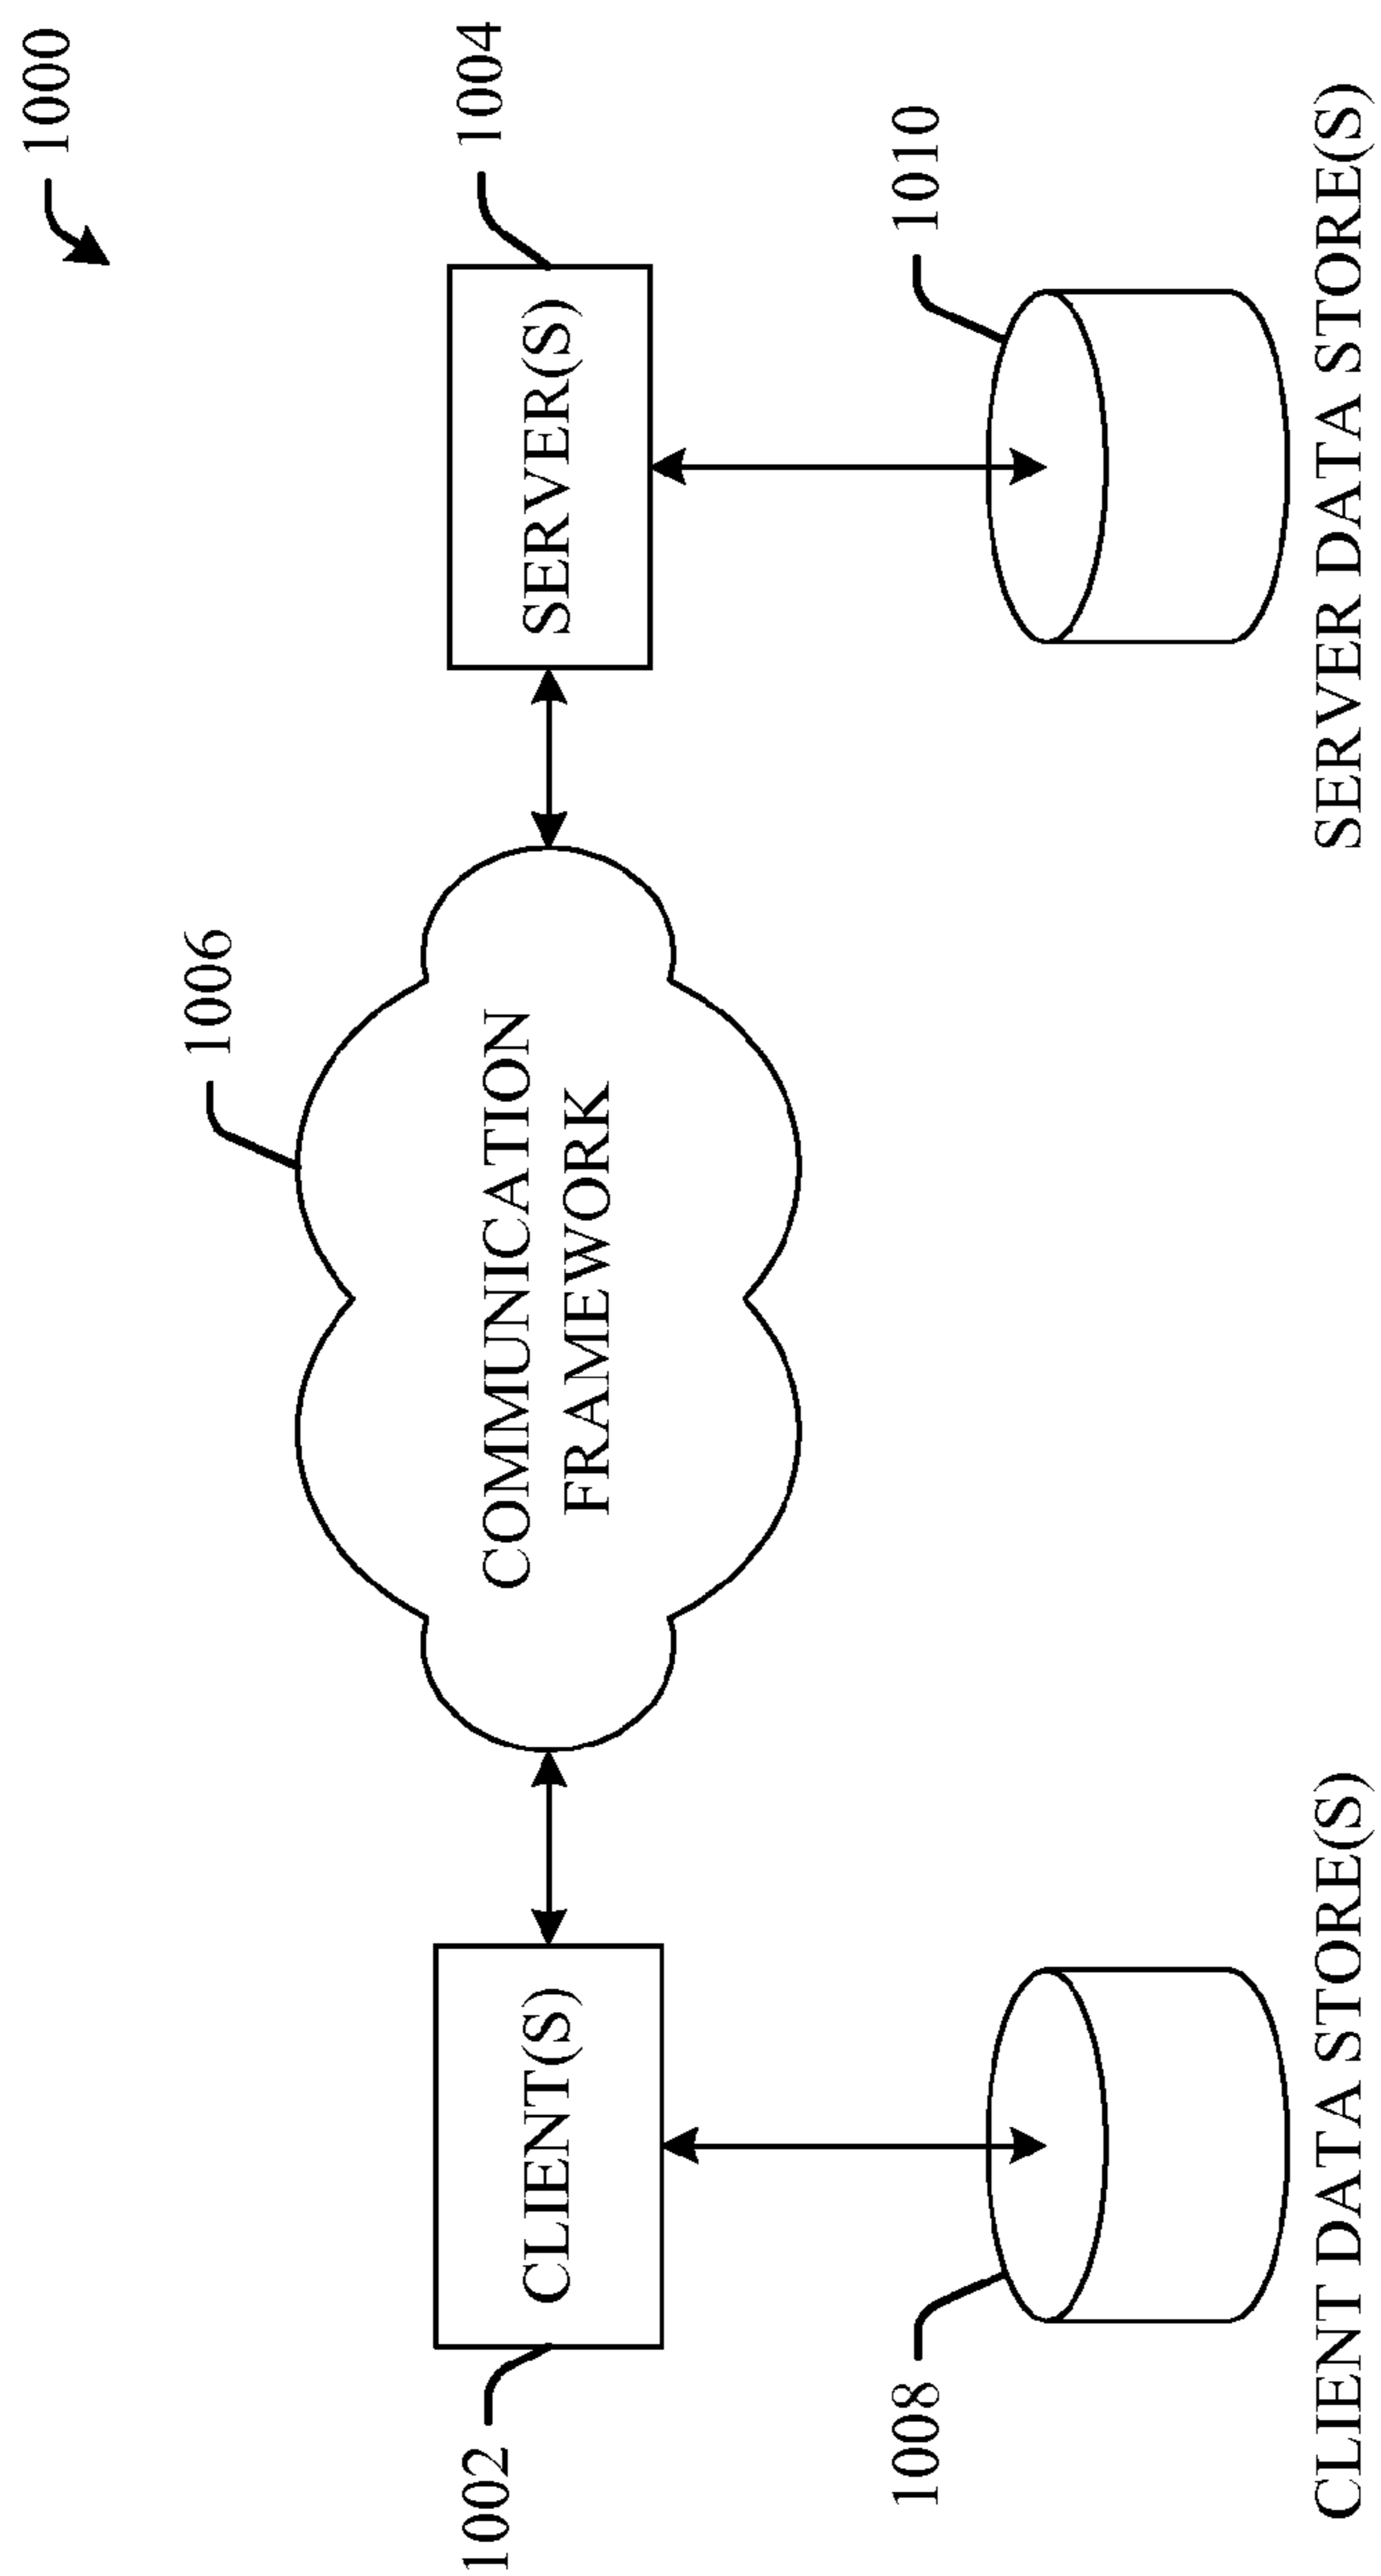 1000
1002
CLIENT(S)
1006
COMMUNICATION
FRAMEWORK
1004
SERVER(S)
1008
CLIENT DATA STORE(S)
1010
SERVER DATA STORE(S)